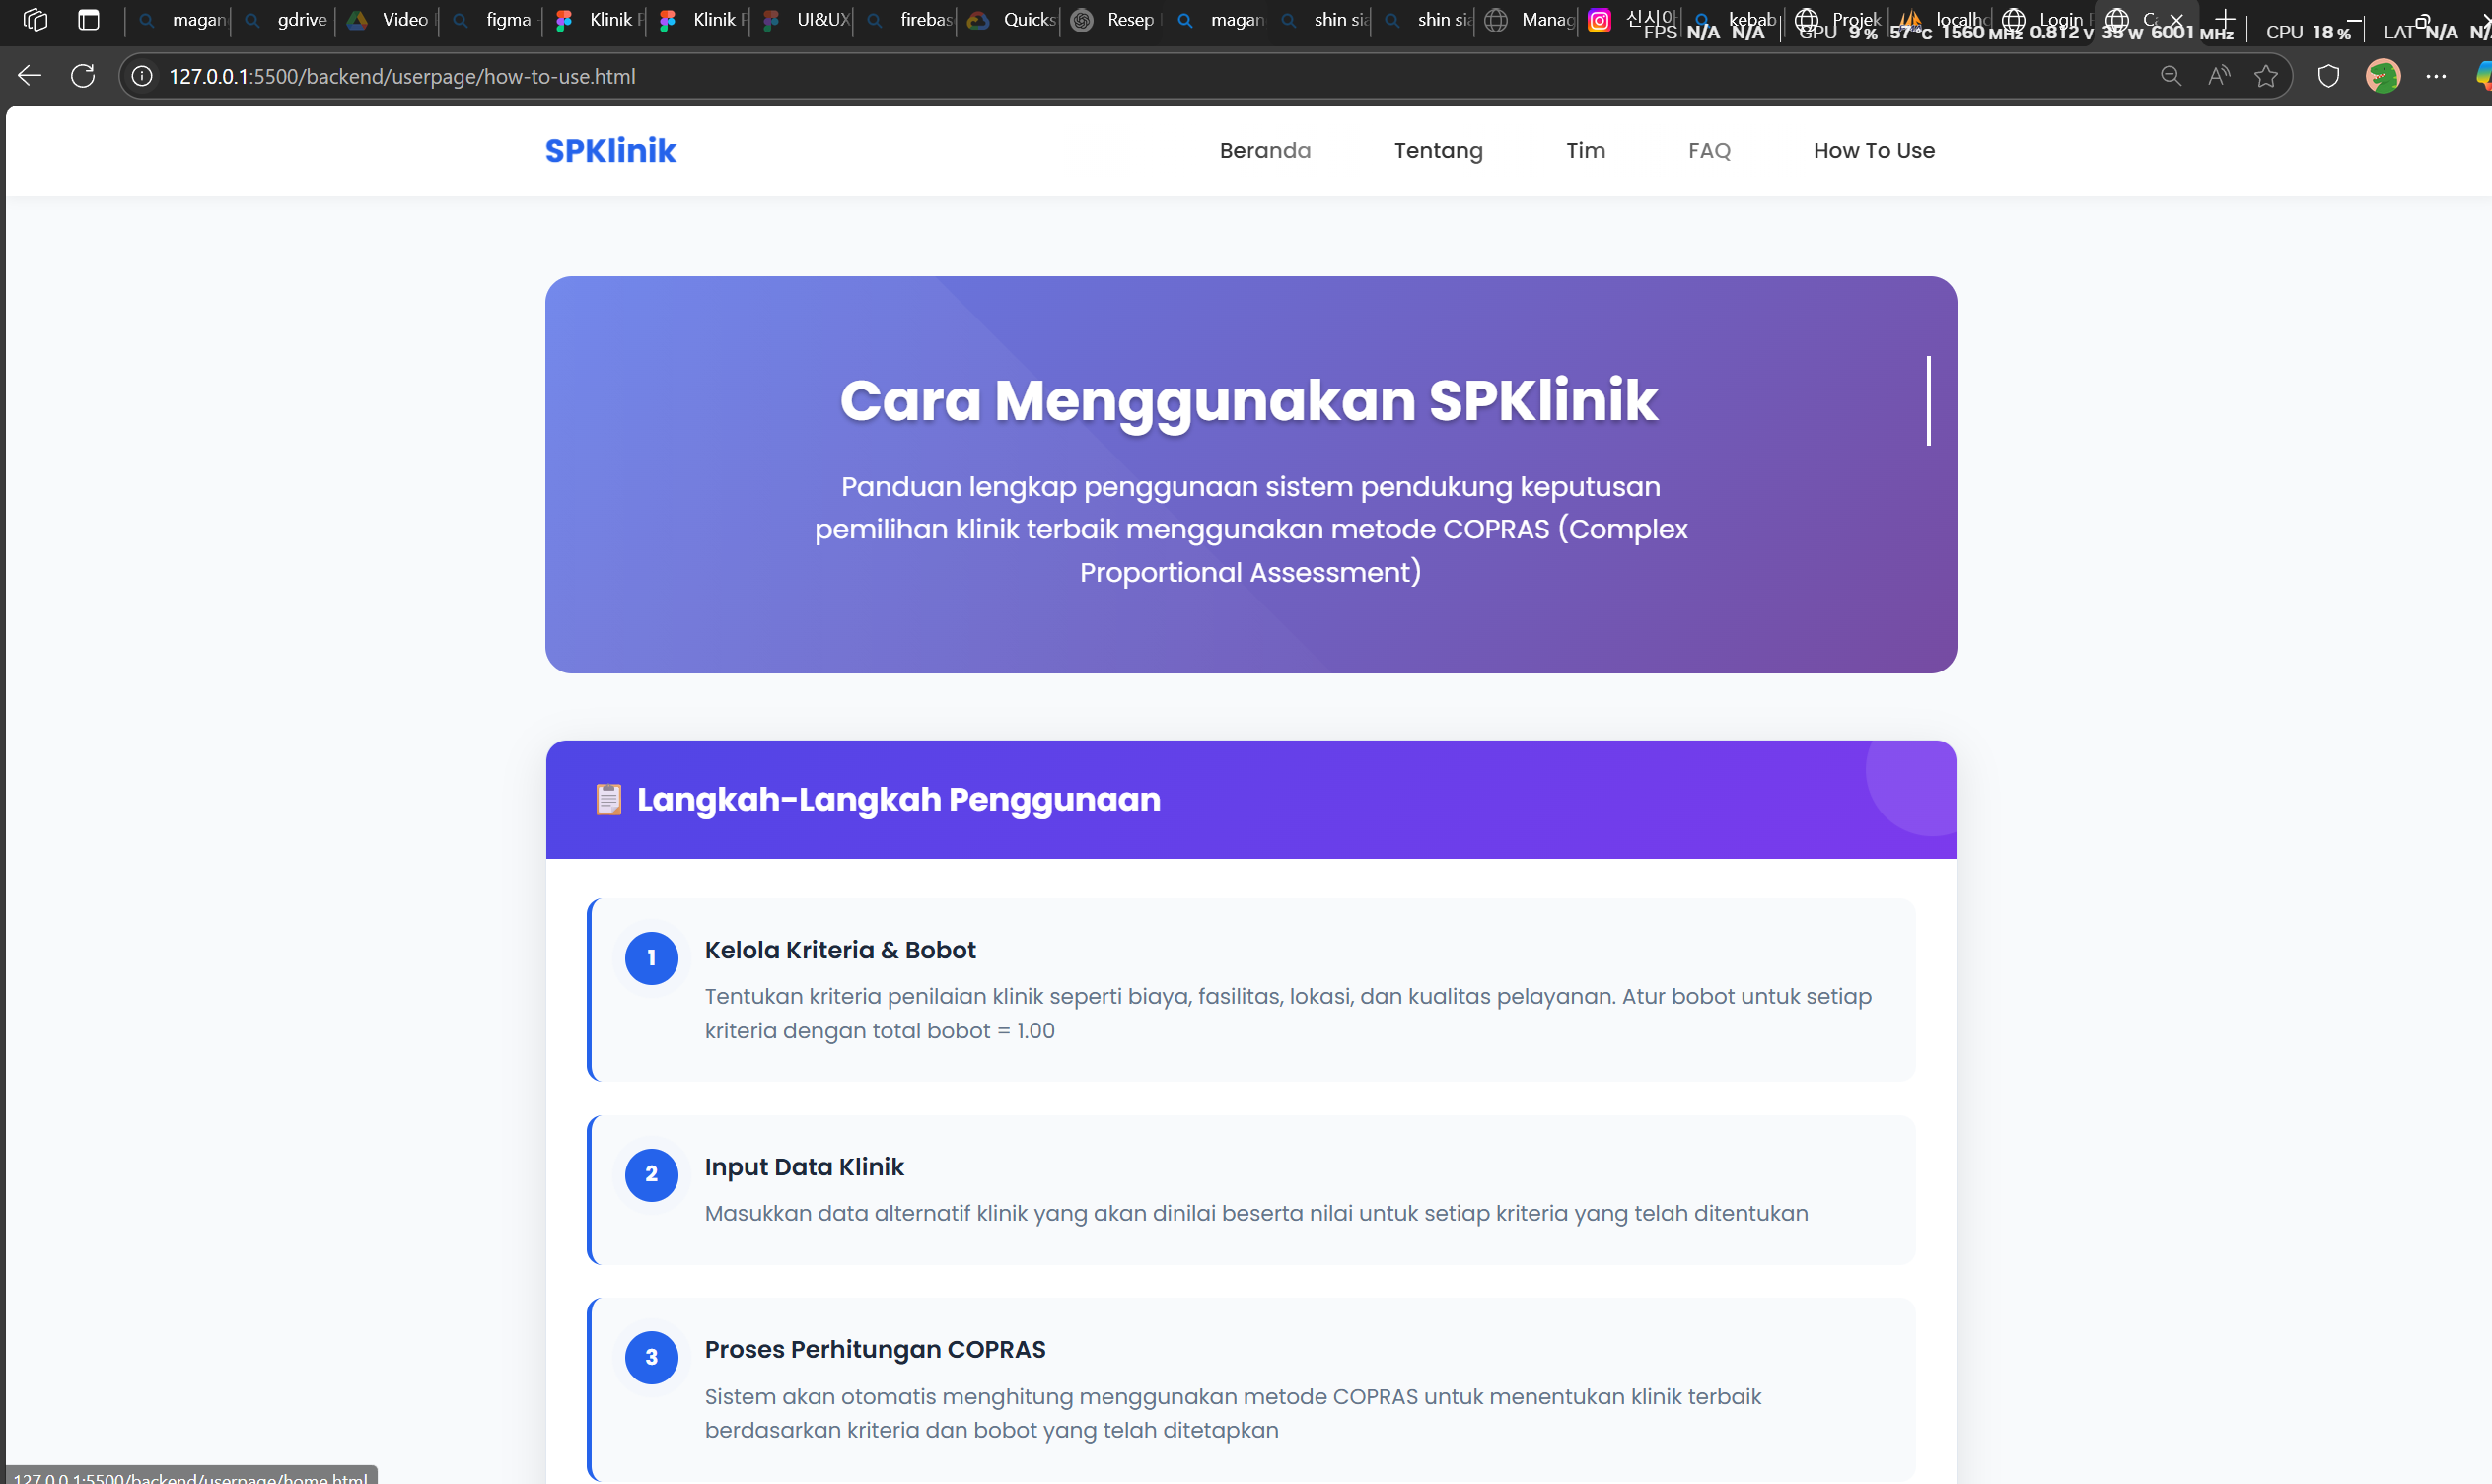 magan
gdrive
Video
figma
Klinik
Klinik
UI&UX
firebas
Quicks
Resep
magan
shin sia
shin sia
Manag
신시아
kebab
Projek
localho
Login
C
FPS N/A N/A GPU 9 % 57 °C 1560 MHz 0.812 V 35 W 6001 MHz CPU 18 % LAT N/A N/
127.0.0.1:5500/backend/userpage/how-to-use.html
SPKlinik
Beranda
Tentang
Tim
FAQ
How To Use
Cara Menggunakan SPKlinik
Panduan lengkap penggunaan sistem pendukung keputusan
pemilihan klinik terbaik menggunakan metode COPRAS (Complex
Proportional Assessment)
Langkah-Langkah Penggunaan
1
Kelola Kriteria & Bobot
Tentukan kriteria penilaian klinik seperti biaya, fasilitas, lokasi, dan kualitas pelayanan. Atur bobot untuk setiap
kriteria dengan total bobot = 1.00
2
Input Data Klinik
Masukkan data alternatif klinik yang akan dinilai beserta nilai untuk setiap kriteria yang telah ditentukan
3
Proses Perhitungan COPRAS
Sistem akan otomatis menghitung menggunakan metode COPRAS untuk menentukan klinik terbaik
berdasarkan kriteria dan bobot yang telah ditetapkan
127.0.0.1:5500/backend/userpage/home.html